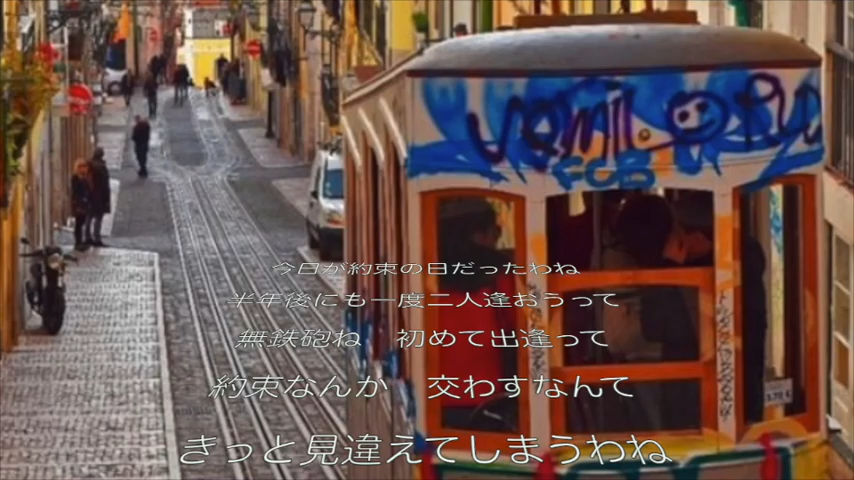 今日が約束の日だったわね
半年後にも一度二人逢おうって
無鉄砲ね 初めて出逢って
約束なんか 交わすなんて
きっと見違えてしまうわね